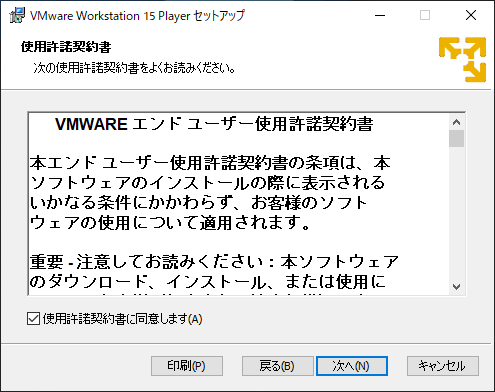 VMware Workstation 15 Player セットアップ
使用許諾契約書
次の使用許諾契約書をよくお読みください。
VMWARE エンド ユーザー使用許諾契約書
本エンド ユーザー使用許諾契約書の条項は、本
ソフトウェアのインストールの際に表示される
いかなる条件にかかわらず、お客様のソフト
ウェアの使用について適用されます。
重要 - 注意してお読みください：本ソフトウェア
のダウンロード、インストール、または使用に
使用許諾契約書に同意します(A)
印刷(P)
戻る(B)
次へ(N)
キャンセル